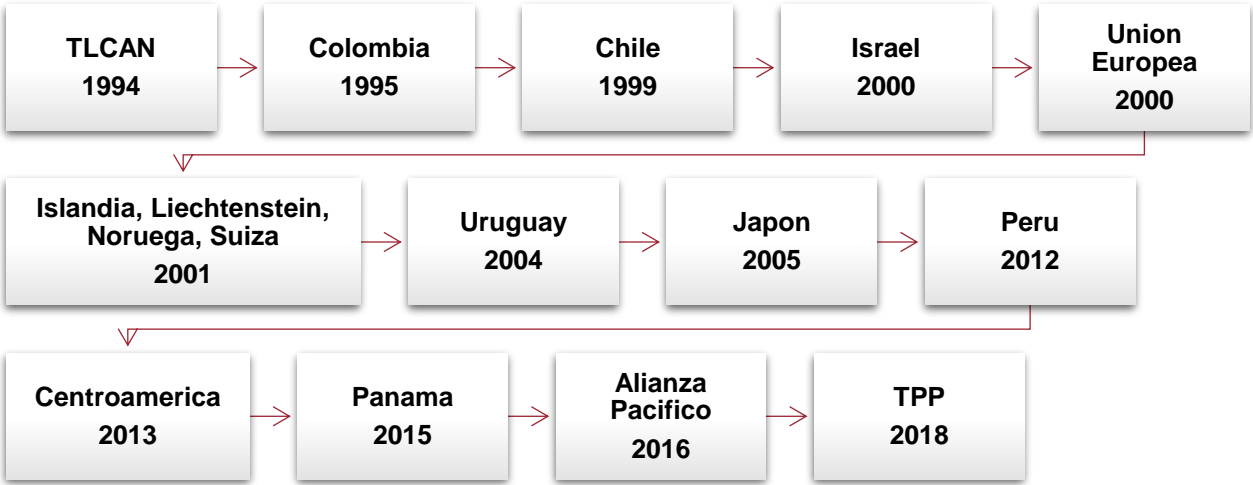 TLCAN
1994
Colombia
1995
Chile
1999
Israel
2000
Union
Europea
2000
Islandia, Liechtenstein,
Noruega, Suiza
2001
Uruguay
2004
Japon
2005
Peru
2012
Centroamerica
2013
Panama
2015
Alianza
Pacifico
2016
TPP
2018